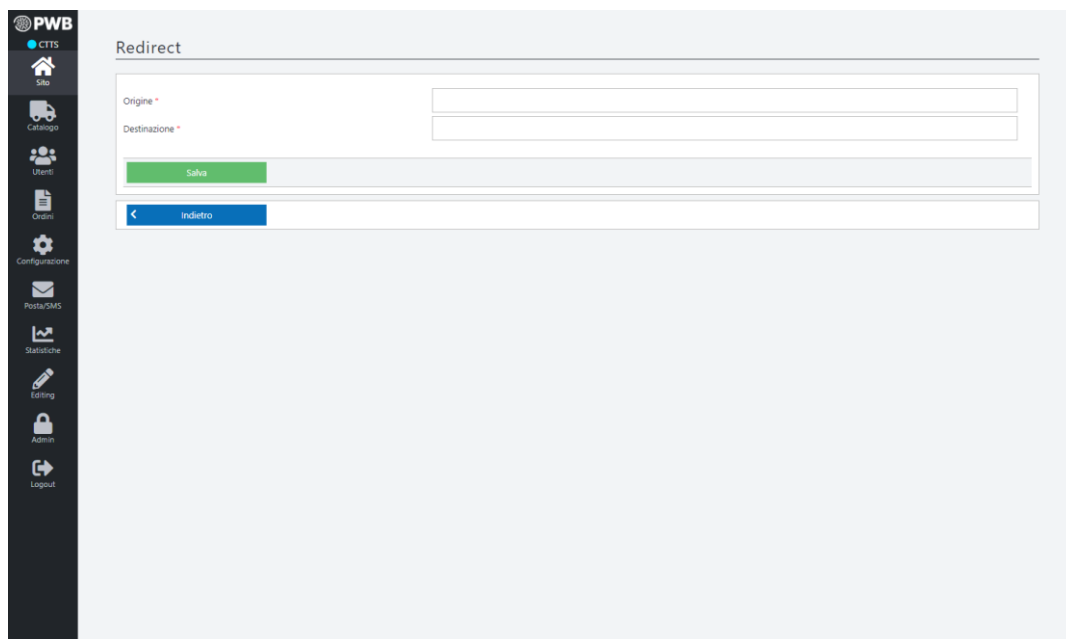 PWB
CTTS
Sito
Catalogo
Utenti
Ordini
Configurazione
Posta/SMS
Statistiche
Editing
Admin
Logout
Redirect
Origine *
Destinazione *
Salva
Indietro